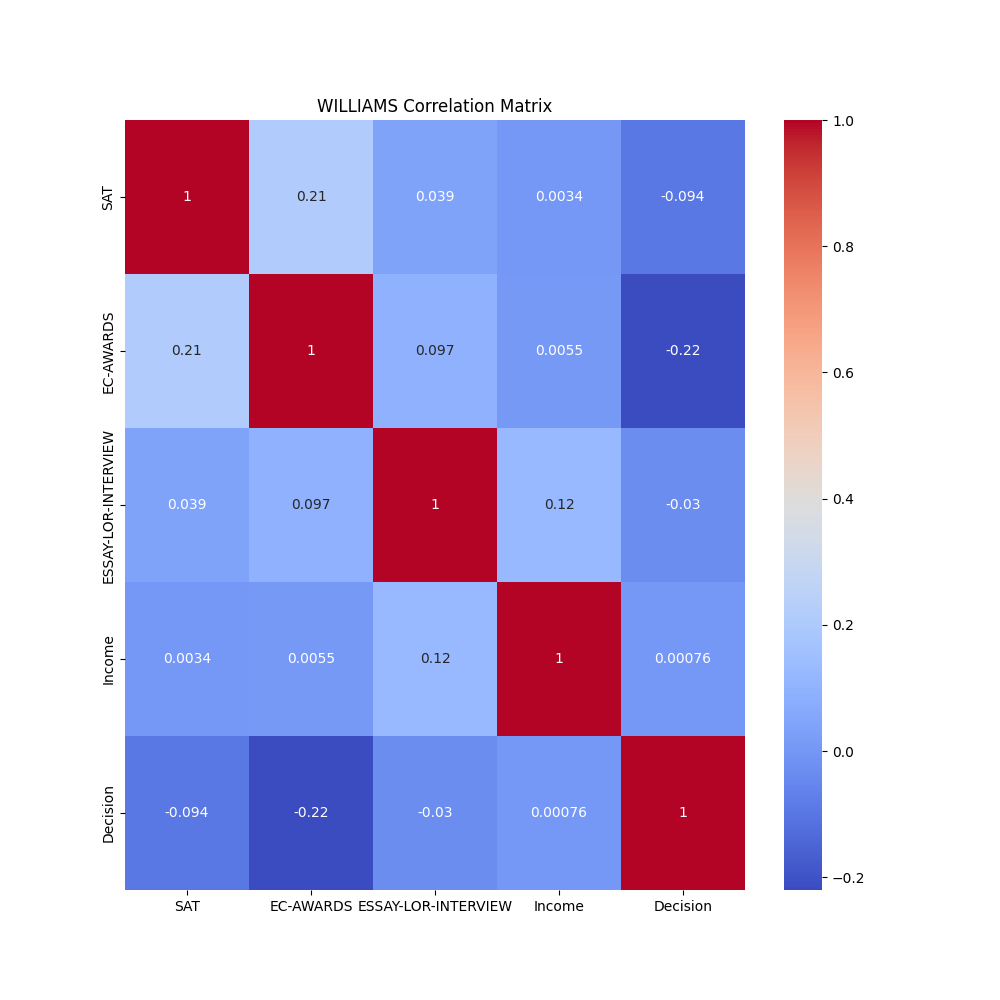 WILLIAMS Correlation Matrix
SAT
1
0.21
0.039
0.0034
-0.094
EC-AWARDS
0.21
1
0.097
0.0055
-0.22
ESSAY-LOR-INTERVIEW
0.039
0.097
1
0.12
-0.03
Income
0.0034
0.0055
0.12
1
0.00076
Decision
-0.094
-0.22
-0.03
0.00076
1
SAT
EC-AWARDS
ESSAY-LOR-INTERVIEW
Income
Decision
1.0
0.8
0.6
0.4
0.2
0.0
−0.2